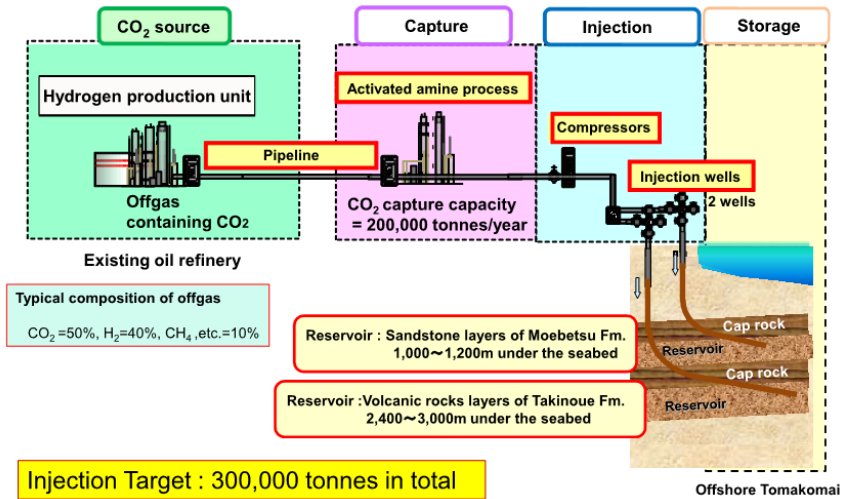 CO₂ source
Capture
Injection
Storage
Hydrogen production unit
Activated amine process
Compressors
Pipeline
Injection wells
2 wells
Offgas
containing CO₂
CO₂ capture capacity
= 200,000 tonnes/year
Existing oil refinery
Typical composition of offgas
CO₂ =50%, H₂=40%, CH₄ ,etc.=10%
Reservoir : Sandstone layers of Moebetsu Fm.
1,000～1,200m under the seabed
Cap rock
Reservoir
Cap rock
Reservoir
Reservoir :Volcanic rocks layers of Takinoue Fm.
2,400～3,000m under the seabed
Injection Target : 300,000 tonnes in total
Offshore Tomakomai